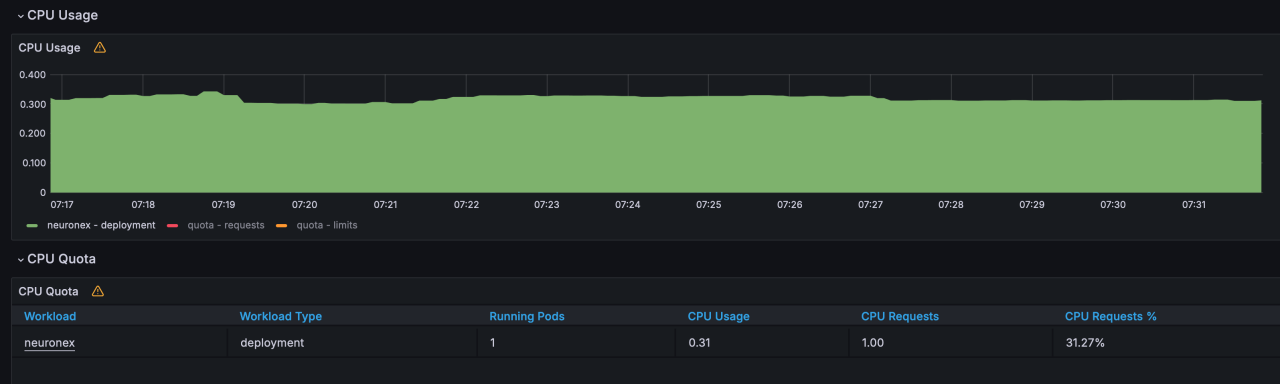 CPU Usage
CPU Usage
0.400
0.300
0.200
0.100
0
07:17 07:18 07:19 07:20 07:21 07:22 07:23 07:24 07:25 07:26 07:27 07:28 07:29 07:30 07:31
neuronex - deployment quota - requests quota - limits
CPU Quota
CPU Quota
Workload Workload Type Running Pods CPU Usage CPU Requests CPU Requests %
neuronex deployment 1 0.31 1.00 31.27%